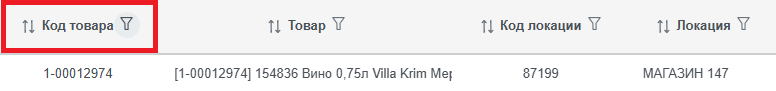 Код товара Товар Код локации Локация
1-00012974 [1-00012974] 154836 Вино 0,75л Villa Krim Мер 87199 МАГАЗИН 147